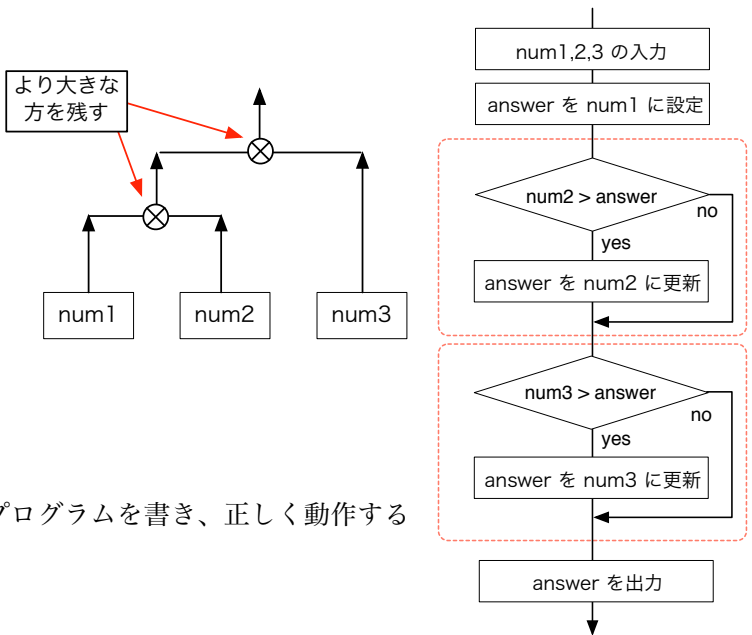 より大きな
方を残す
num1
num2
num3
プログラムを書き、正しく動作する
num1,2,3 の入力
answer を num1 に設定
num2 > answer
no
yes
answer を num2 に更新
num3 > answer
no
yes
answer を num3 に更新
answer を出力